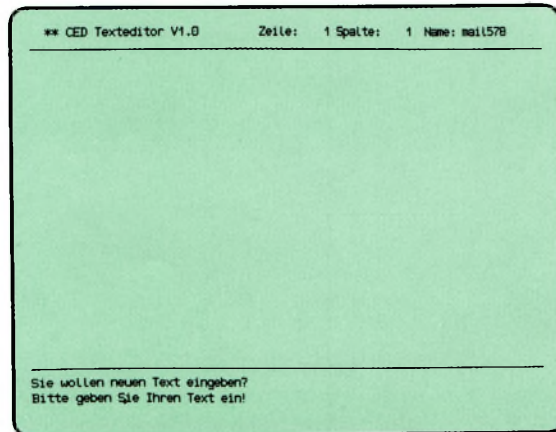 ** CED Texteditor V1.0 Zeile: 1 Spalte: 1 Name: mail578
Sie wollen neuen Text eingeben?
Bitte geben Sie Ihren Text ein!